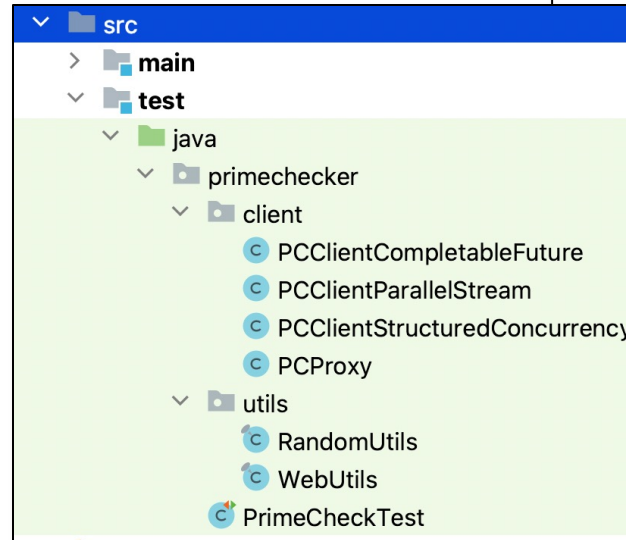 src
main
test
java
primechecker
client
C PCClientCompletableFuture
C PCClientParallelStream
C PCClientStructuredConcurrency
C PCProxy
utils
C RandomUtils
C WebUtils
C PrimeCheckTest